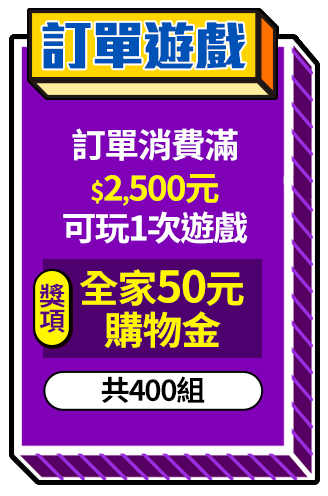 訂單遊戲
訂單消費滿
$2,500元
可玩1次遊戲
獎項
全家50元
購物金
共400組